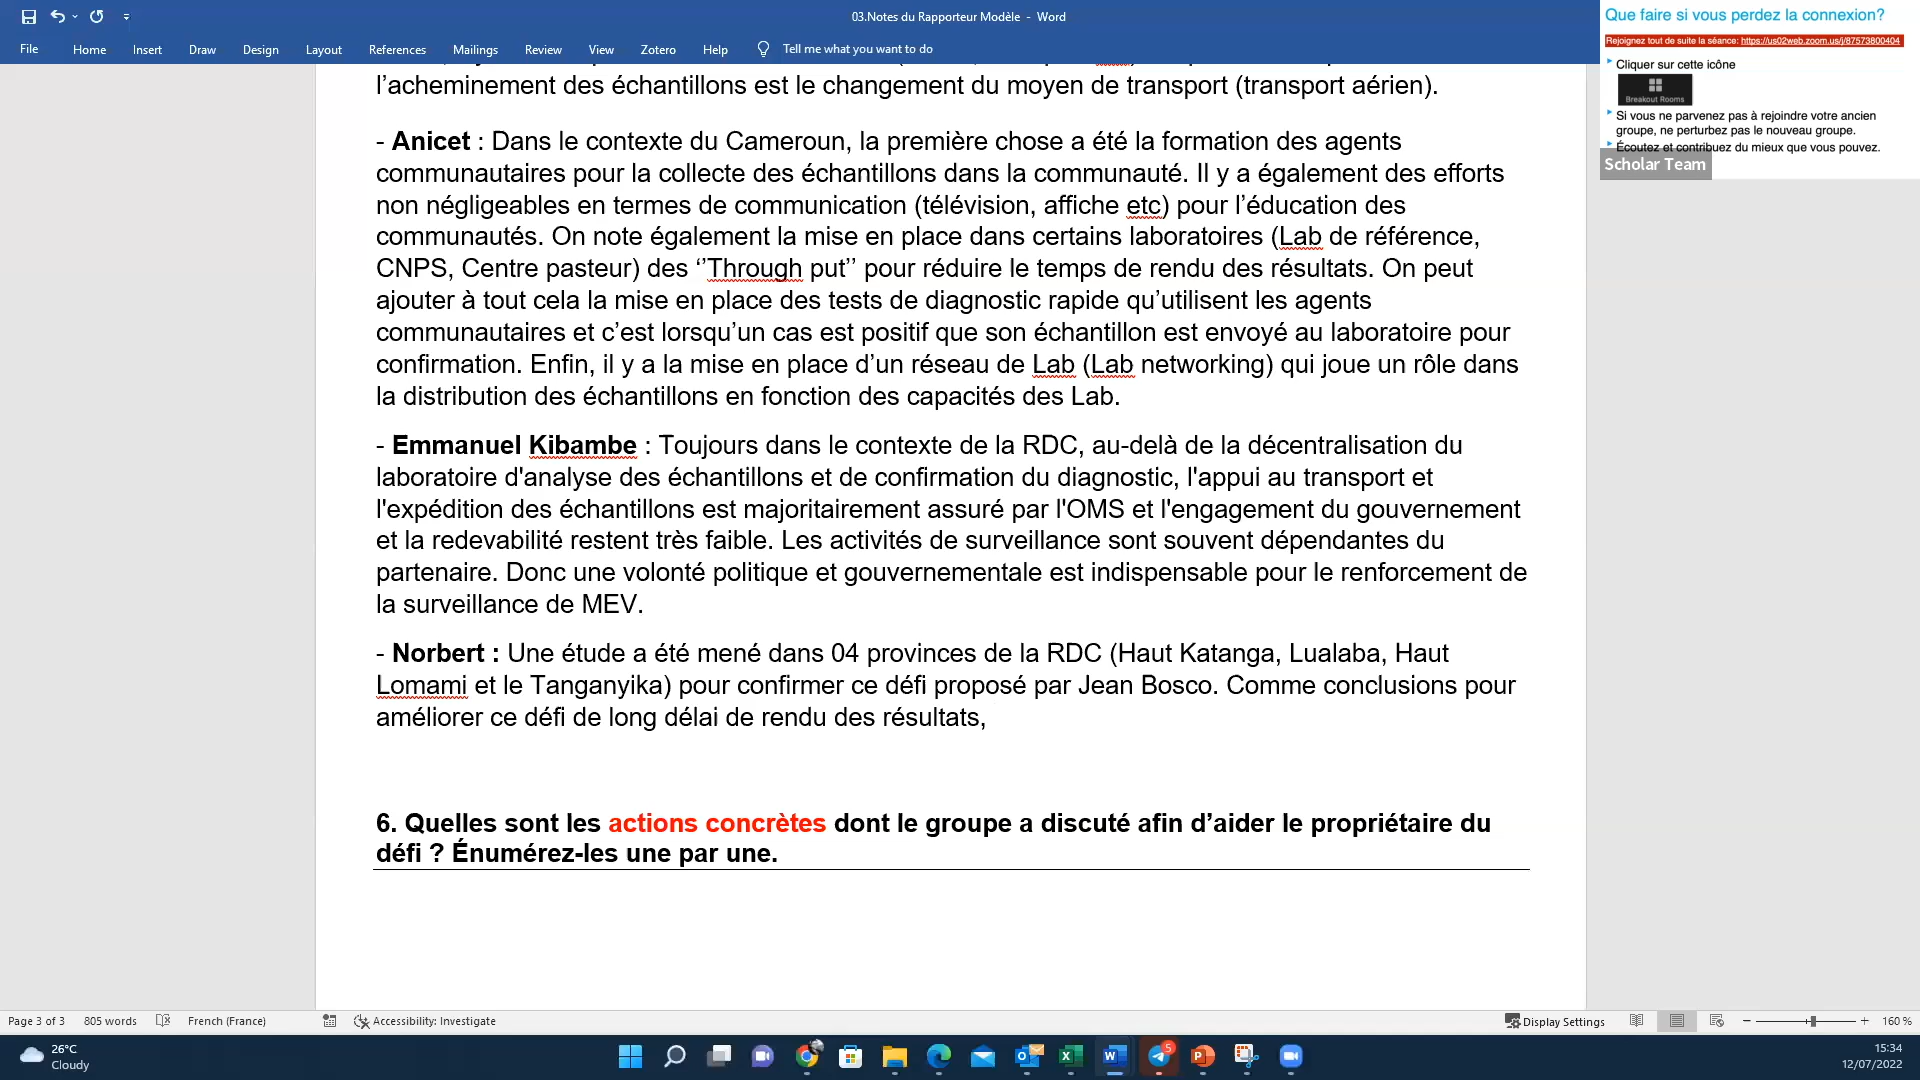 03.Notes du Rapporteur Modèle - Word
File Home Insert Draw Design Layout References Mailings Review View Zotero Help Tell me what you want to do
l’acheminement des échantillons est le changement du moyen de transport (transport aérien).
- Anicet : Dans le contexte du Cameroun, la première chose a été la formation des agents
communautaires pour la collecte des échantillons dans la communauté. Il y a également des efforts
non négligeables en termes de communication (télévision, affiche etc) pour l’éducation des
communautés. On note également la mise en place dans certains laboratoires (Lab de référence,
CNPS, Centre pasteur) des ‘’Through put’’ pour réduire le temps de rendu des résultats. On peut
ajouter à tout cela la mise en place des tests de diagnostic rapide qu’utilisent les agents
communautaires et c’est lorsqu’un cas est positif que son échantillon est envoyé au laboratoire pour
confirmation. Enfin, il y a la mise en place d’un réseau de Lab (Lab networking) qui joue un rôle dans
la distribution des échantillons en fonction des capacités des Lab.
- Emmanuel Kibambe : Toujours dans le contexte de la RDC, au-delà de la décentralisation du
laboratoire d'analyse des échantillons et de confirmation du diagnostic, l'appui au transport et
l'expédition des échantillons est majoritairement assuré par l'OMS et l'engagement du gouvernement
et la redevabilité restent très faible. Les activités de surveillance sont souvent dépendantes du
partenaire. Donc une volonté politique et gouvernementale est indispensable pour le renforcement de
la surveillance de MEV.
- Norbert : Une étude a été mené dans 04 provinces de la RDC (Haut Katanga, Lualaba, Haut
Lomami et le Tanganyika) pour confirmer ce défi proposé par Jean Bosco. Comme conclusions pour
améliorer ce défi de long délai de rendu des résultats,
6. Quelles sont les actions concrètes dont le groupe a discuté afin d’aider le propriétaire du
défi ? Énumérez-les une par une.
Que faire si vous perdez la connexion?
Rejoignez tout de suite la séance: https://us02web.zoom.us/j/87573800404
Cliquer sur cette icône
Breakout Rooms
Si vous ne parvenez pas à rejoindre votre ancien
groupe, ne perturbez pas le nouveau groupe.
Écoutez et contribuez du mieux que vous pouvez.
Scholar Team
Page 3 of 3 805 words French (France) Accessibility: Investigate Display Settings 160 %
26°C
Cloudy
5
15:34
12/07/2022